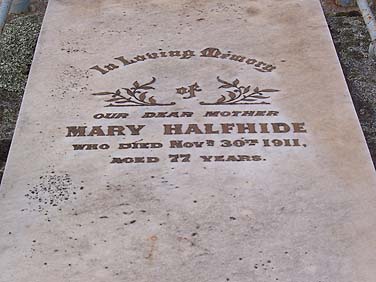 In Loving Memory
of
OUR DEAR MOTHER
MARY HALFHIDE
WHO DIED NOVR 30TH 1911,
AGED 77 YEARS.